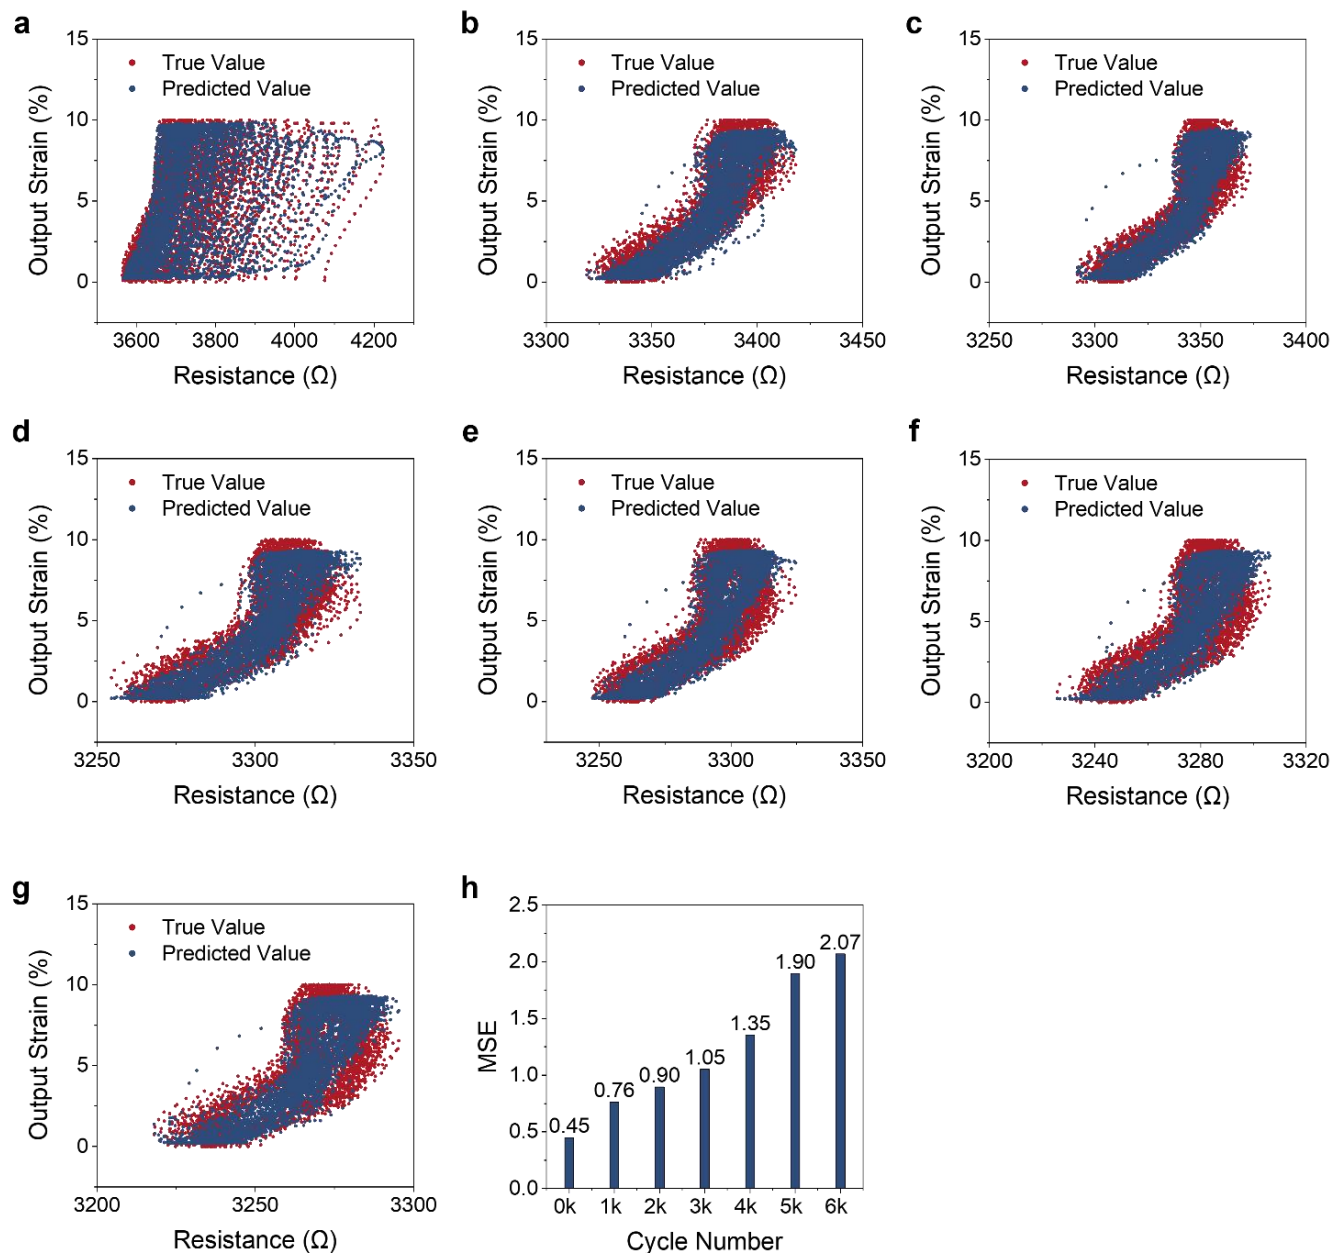 a
15
True Value
Predicted Value
10
5
0
Output Strain (%)
3600 3800 4000 4200
Resistance (Ω)
b
15
True Value
Predicted Value
10
5
0
Output Strain (%)
3300 3350 3400 3450
Resistance (Ω)
c
15
True Value
Predicted Value
10
5
0
Output Strain (%)
3250 3300 3350 3400
Resistance (Ω)
d
15
True Value
Predicted Value
10
5
0
Output Strain (%)
3250 3300 3350
Resistance (Ω)
e
15
True Value
Predicted Value
10
5
0
Output Strain (%)
3250 3300 3350
Resistance (Ω)
f
15
True Value
Predicted Value
10
5
0
Output Strain (%)
3200 3240 3280 3320
Resistance (Ω)
g
15
True Value
Predicted Value
10
5
0
Output Strain (%)
3200 3250 3300
Resistance (Ω)
h
2.5
2.0
1.5
1.0
0.5
0.0
MSE
0.45 0.76 0.90 1.05 1.35 1.90 2.07
0k 1k 2k 3k 4k 5k 6k
Cycle Number